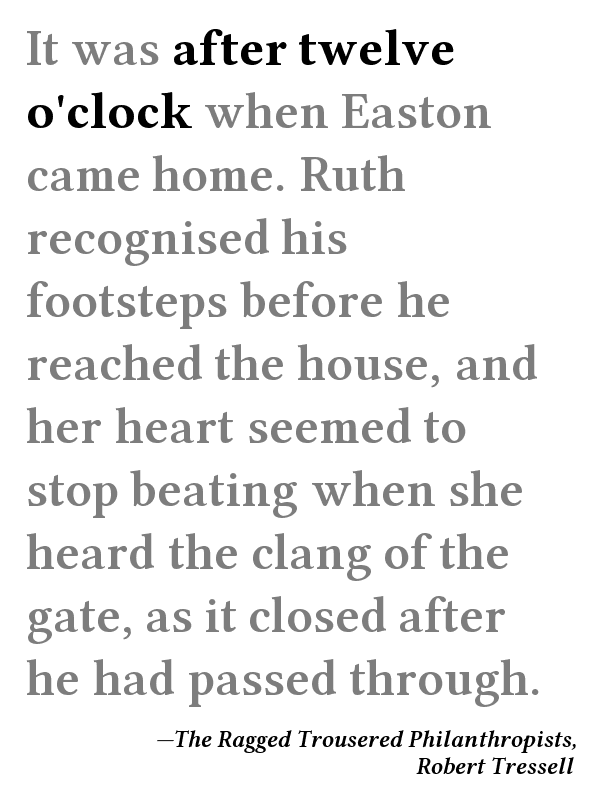 It was after twelve
o'clock when Easton
came home. Ruth
recognised his
footsteps before he
reached the house, and
her heart seemed to
stop beating when she
heard the clang of the
gate, as it closed after
he had passed through.
—The Ragged Trousered Philanthropists,
Robert Tressell